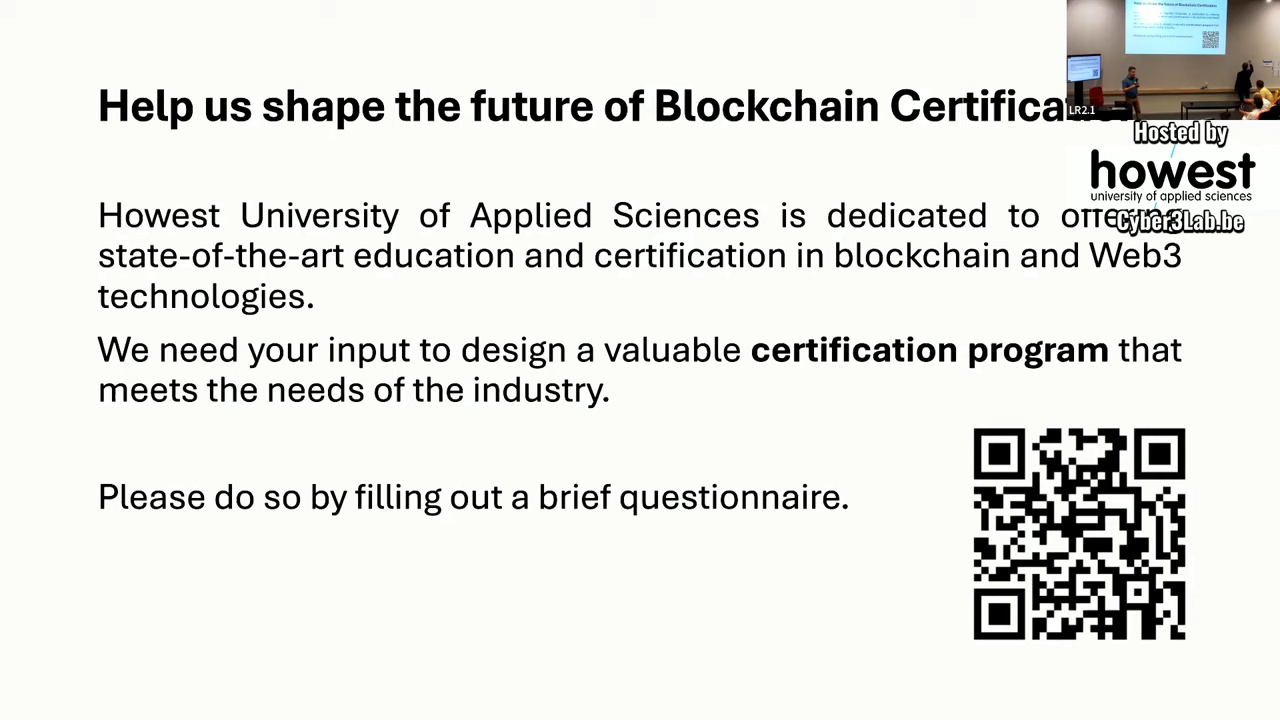 Help us shape the future of Blockchain
LR2.1
Hosted by
howest
university of applied sciences
Cyber3Lab.be
Howest University of Applied Sciences is dedicated to
state-of-the-art education and certification in blockchain and Web3
technologies.
We need your input to design a valuable certification program that
meets the needs of the industry.
Please do so by filling out a brief questionnaire.